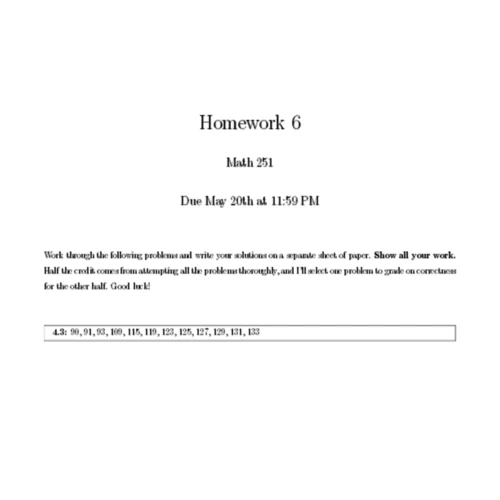 Homework 6
Math 251
Due May 20th at 11:59 PM
Work through the following problems and write your solutions on a separate sheet of paper. Show all your work.
Half the credit comes from attempting all the problems thoroughly, and I'll select one problem to grade on correctness
for the other half. Good luck!
4.3: 90, 91, 93, 109, 115, 119, 123, 125, 127, 129, 131, 133